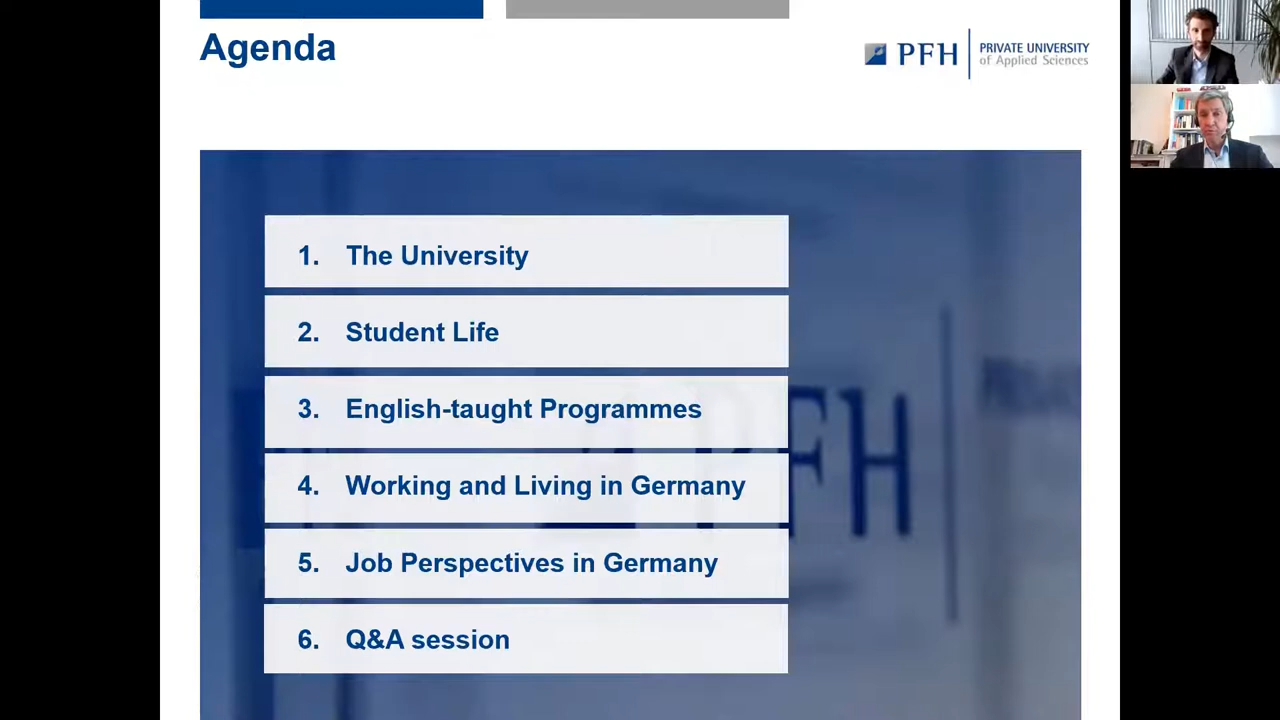 Agenda
PFH
PRIVATE UNIVERSITY
of Applied Sciences
1. The University
2. Student Life
3. English-taught Programmes
4. Working and Living in Germany
5. Job Perspectives in Germany
6. Q&A session
PFH